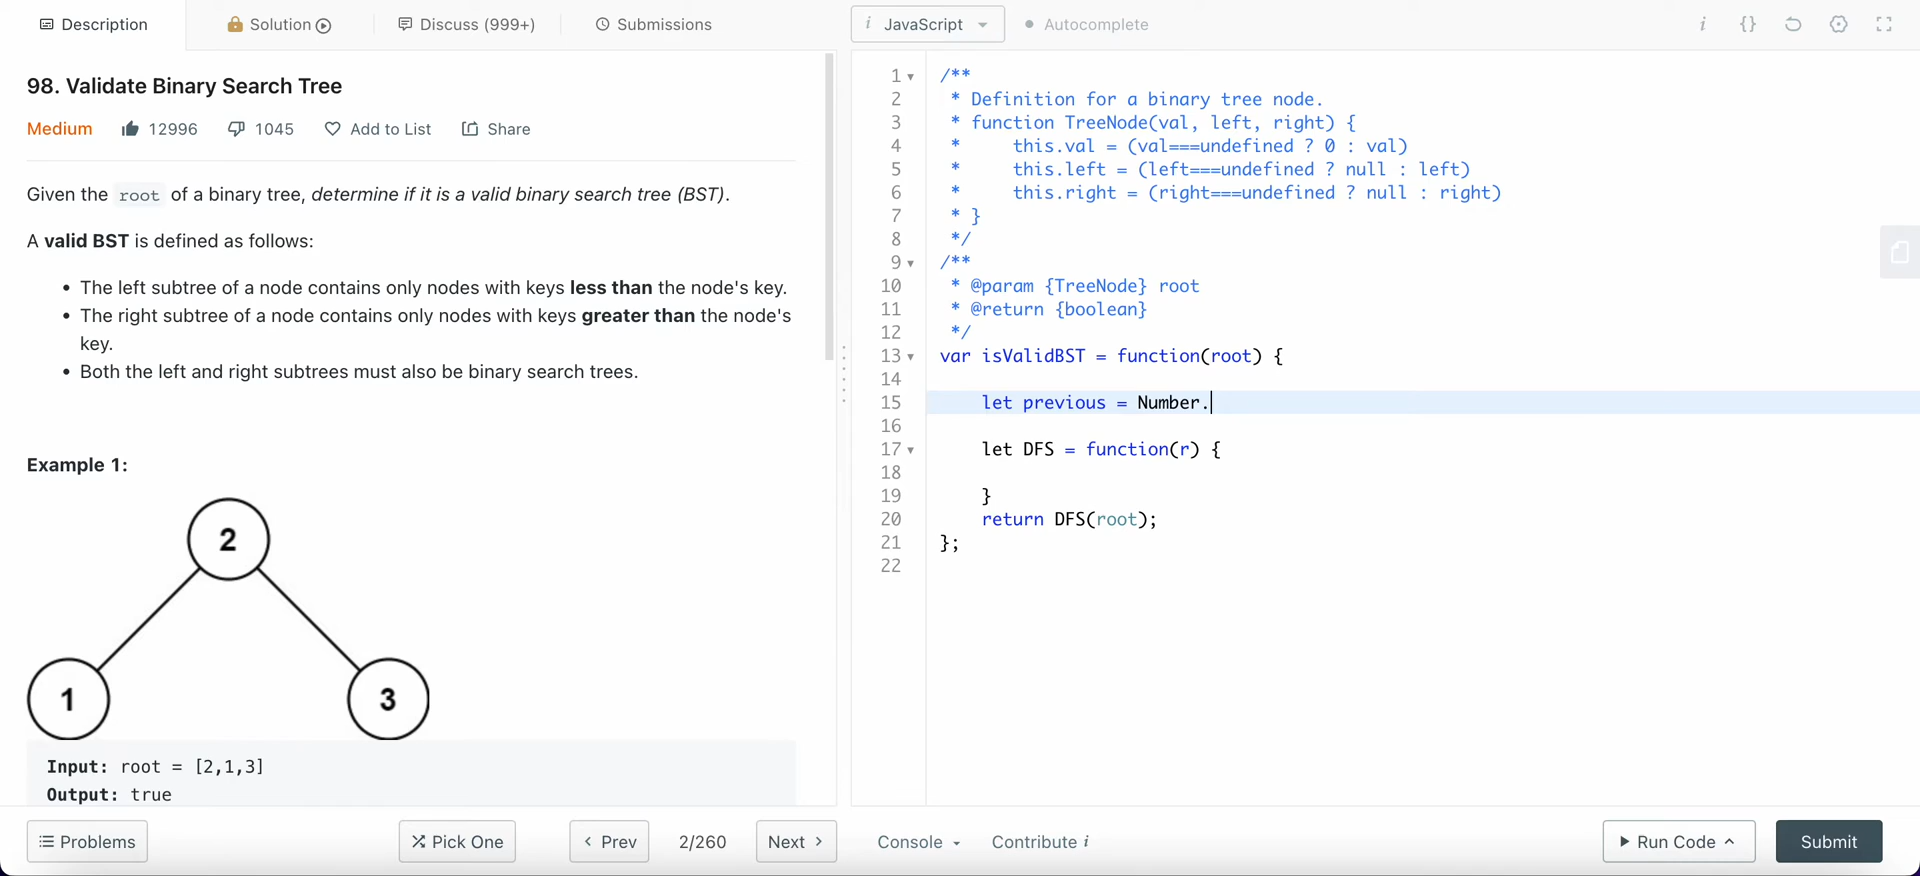 Description
Solution
Discuss (999+)
Submissions
i JavaScript
Autocomplete
i {}
98. Validate Binary Search Tree
Medium 12996 1045 Add to List Share
Given the root of a binary tree, determine if it is a valid binary search tree (BST).
A valid BST is defined as follows:
• The left subtree of a node contains only nodes with keys less than the node's key.
• The right subtree of a node contains only nodes with keys greater than the node's
key.
• Both the left and right subtrees must also be binary search trees.
Example 1:
2
1
3
Input: root = [2,1,3]
Output: true
1 /**
2  * Definition for a binary tree node.
3  * function TreeNode(val, left, right) {
4  *     this.val = (val===undefined ? 0 : val)
5  *     this.left = (left===undefined ? null : left)
6  *     this.right = (right===undefined ? null : right)
7  * }
8  */
9 /**
10  * @param {TreeNode} root
11  * @return {boolean}
12  */
13 var isValidBST = function(root) {
14
15     let previous = Number.
16
17     let DFS = function(r) {
18
19     }
20     return DFS(root);
21 };
22
Problems
Pick One
< Prev
2/260
Next >
Console
Contribute i
Run Code
Submit